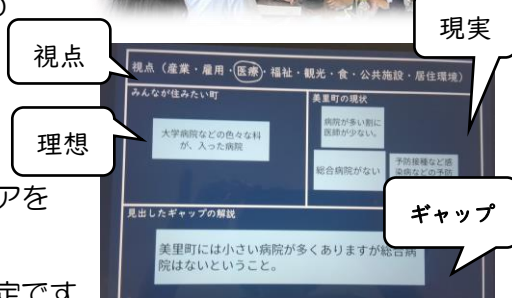 視点
現実
視点（産業・雇用・医療・福祉・観光・食・公共施設・居住環境）
みんなが住みたい町
美里町の現状
理想
大学病院などの色々な科
が、入った病院
病院が多い割に
医師が少ない。
総合病院がない
予防接種など感
染病などの予防
アを
ギャップ
見出したギャップの解説
美里町には小さい病院が多くありますが総合病
院はないということ。
定です